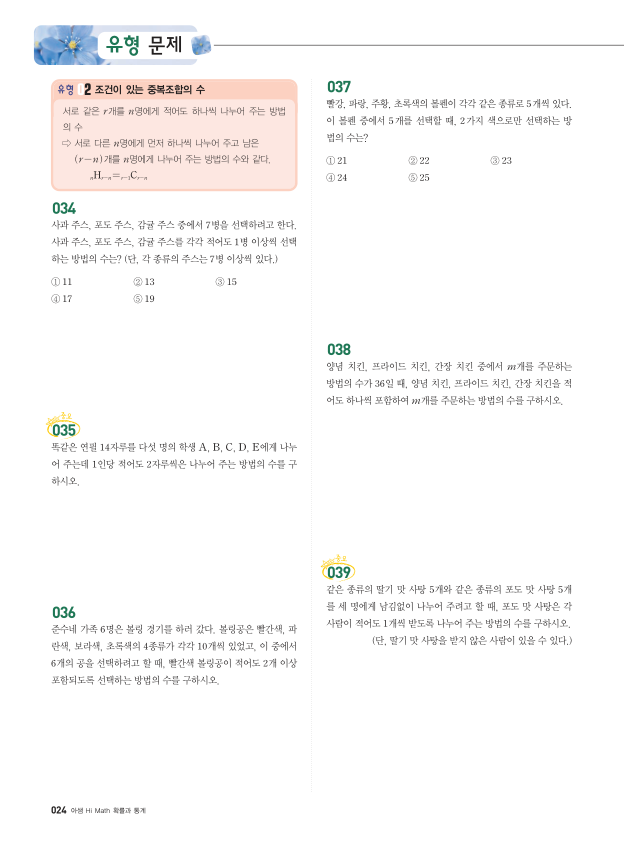 유형 문제
유형 02 조건이 있는 중복조합의 수
서로 같은 r개를 n명에게 적어도 하나씩 나누어 주는 방법
의 수
⇨ 서로 다른 n명에게 먼저 하나씩 나누어 주고 남은
(r−n)개를 n명에게 나누어 주는 방법의 수와 같다.
ₙHᵣ₋ₙ=ᵣ₋₁Cᵣ₋ₙ
034
사과 주스, 포도 주스, 감귤 주스 중에서 7병을 선택하려고 한다.
사과 주스, 포도 주스, 감귤 주스를 각각 적어도 1병 이상씩 선택
하는 방법의 수는? (단, 각 종류의 주스는 7병 이상씩 있다.)
① 11 ② 13 ③ 15
④ 17 ⑤ 19
중요
035
똑같은 연필 14자루를 다섯 명의 학생 A, B, C, D, E에게 나누
어 주는데 1인당 적어도 2자루씩은 나누어 주는 방법의 수를 구
하시오.
036
준수네 가족 6명은 볼링 경기를 하러 갔다. 볼링공은 빨간색, 파
란색, 보라색, 초록색의 4종류가 각각 10개씩 있었고, 이 중에서
6개의 공을 선택하려고 할 때, 빨간색 볼링공이 적어도 2개 이상
포함되도록 선택하는 방법의 수를 구하시오.
037
빨강, 파랑, 주황, 초록색의 볼펜이 각각 같은 종류로 5개씩 있다.
이 볼펜 중에서 5개를 선택할 때, 2가지 색으로만 선택하는 방
법의 수는?
① 21 ② 22 ③ 23
④ 24 ⑤ 25
038
양념 치킨, 프라이드 치킨, 간장 치킨 중에서 m개를 주문하는
방법의 수가 36일 때, 양념 치킨, 프라이드 치킨, 간장 치킨을 적
어도 하나씩 포함하여 m개를 주문하는 방법의 수를 구하시오.
중요
039
같은 종류의 딸기 맛 사탕 5개와 같은 종류의 포도 맛 사탕 5개
를 세 명에게 남김없이 나누어 주려고 할 때, 포도 맛 사탕은 각
사람이 적어도 1개씩 받도록 나누어 주는 방법의 수를 구하시오.
(단, 딸기 맛 사탕을 받지 않은 사람이 있을 수 있다.)
024 아샘 Hi Math 확률과 통계